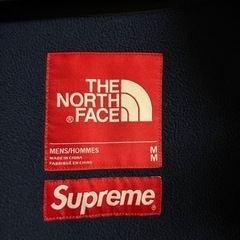 THE
NORTH
FACE
®
MENS/HOMMES
MADE IN CHINA
FABRIQUÉ EN CHINE
M
M
Supreme